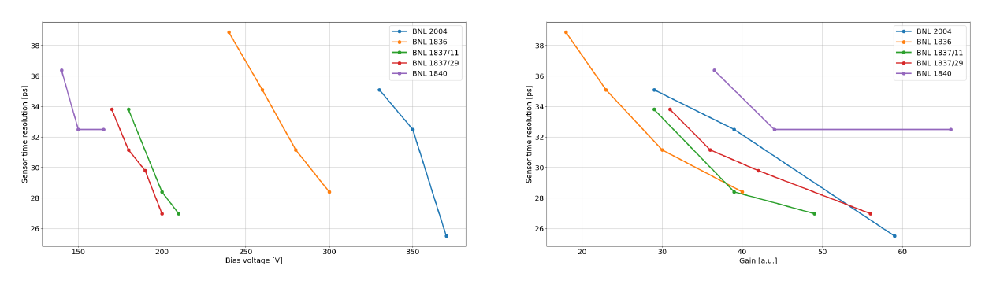 Sensor time resolution [ps]
38
36
34
32
30
28
26
150
200
250
300
350
Bias voltage [V]
BNL 2004
BNL 1836
BNL 1837/11
BNL 1837/29
BNL 1840
Sensor time resolution [ps]
38
36
34
32
30
28
26
20
30
40
50
60
Gain [a.u.]
BNL 2004
BNL 1836
BNL 1837/11
BNL 1837/29
BNL 1840